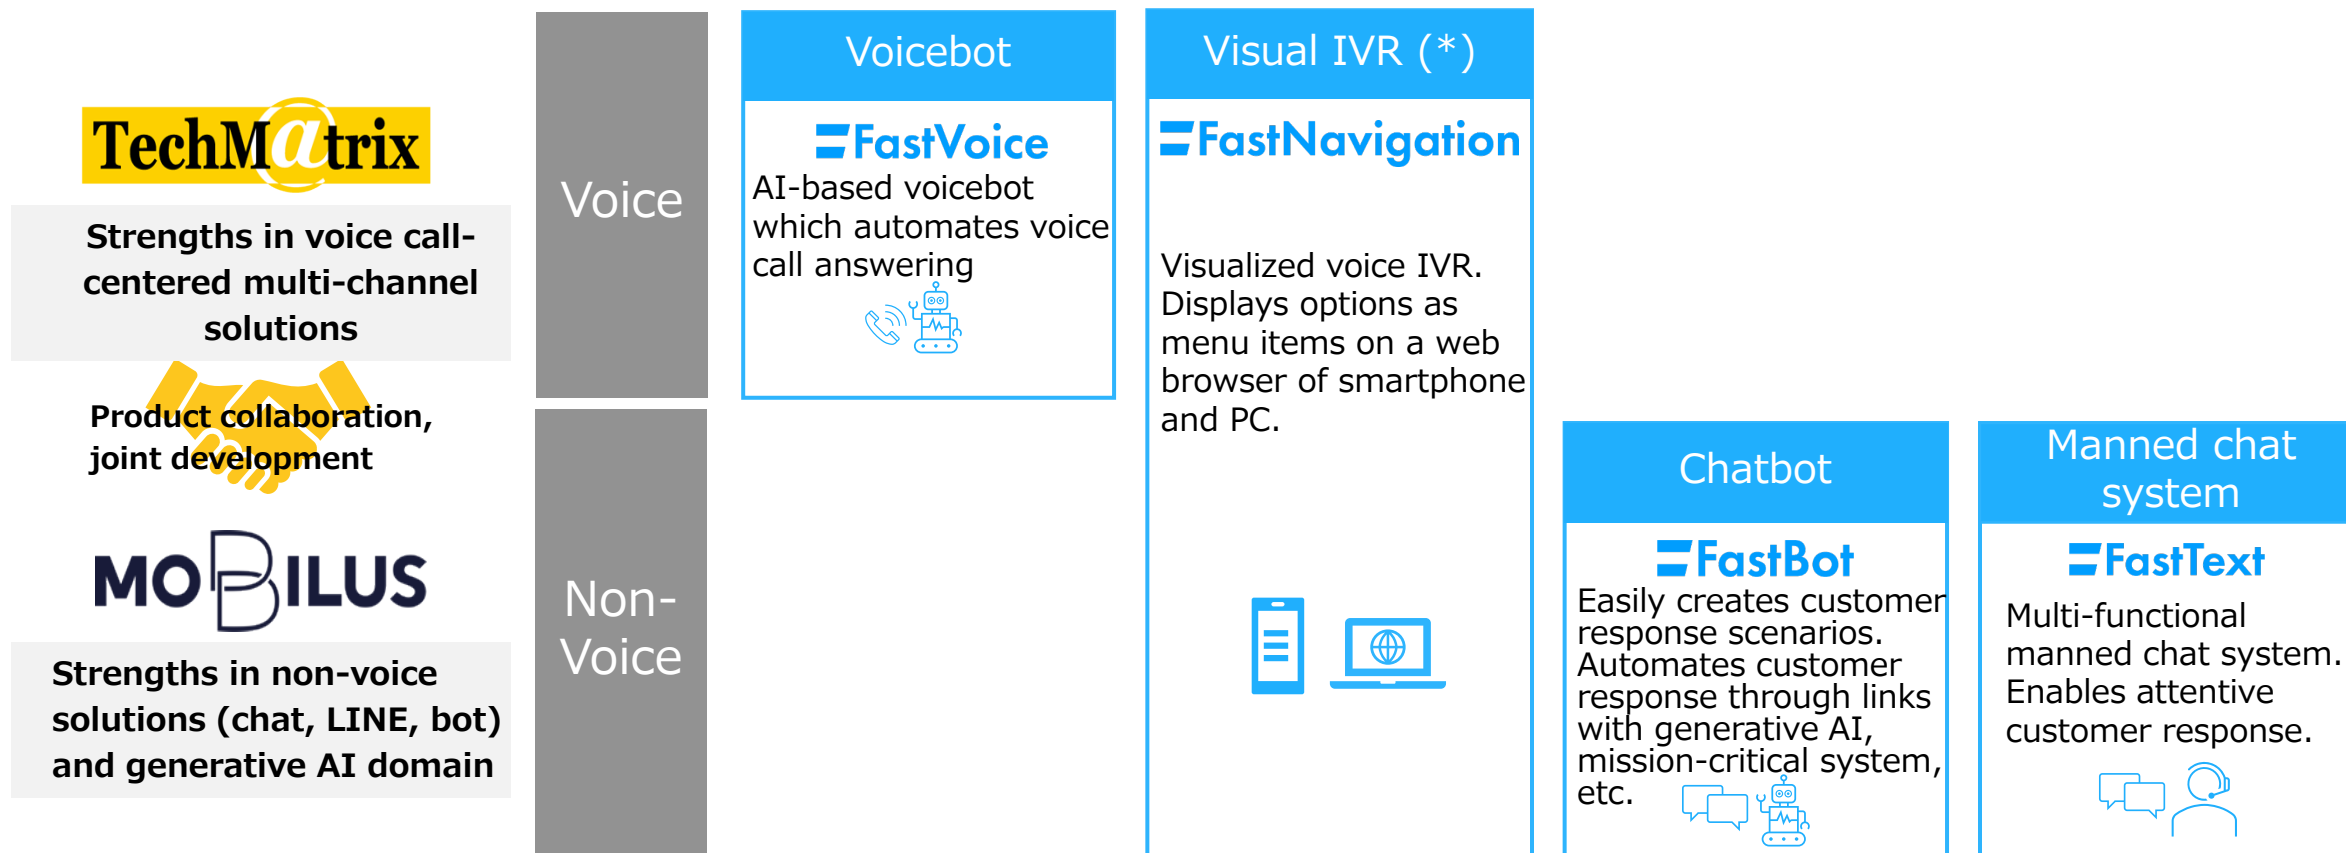 TechM@trix
Strengths in voice call-
centered multi-channel
solutions
Product collaboration,
joint development
MOBILUS
Strengths in non-voice
solutions (chat, LINE, bot)
and generative AI domain
Voice
Non-
Voice
Voicebot
FastVoice
AI-based voicebot
which automates voice
call answering
Visual IVR (*)
FastNavigation
Visualized voice IVR.
Displays options as
menu items on a web
browser of smartphone
and PC.
Chatbot
FastBot
Easily creates customer
response scenarios.
Automates customer
response through links
with generative AI,
mission-critical system,
etc.
Manned chat
system
FastText
Multi-functional
manned chat system.
Enables attentive
customer response.